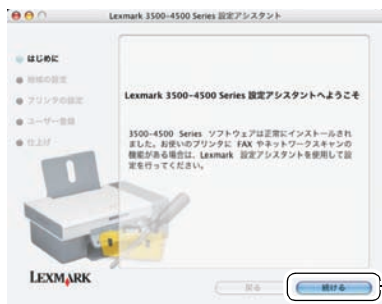 Lexmark 3500-4500 Series 設定アシスタント
はじめに
地域の設定
プリンタの設定
ユーザー登録
仕上げ
Lexmark 3500-4500 Series 設定アシスタントへようこそ
3500-4500 Series ソフトウェアは正常にインストールされ
ました。お使いのプリンタに FAX やネットワークスキャンの
機能がある場合は、Lexmark 設定アシスタントを使用して設
定を行ってください。
LEXMARK
戻る
続ける